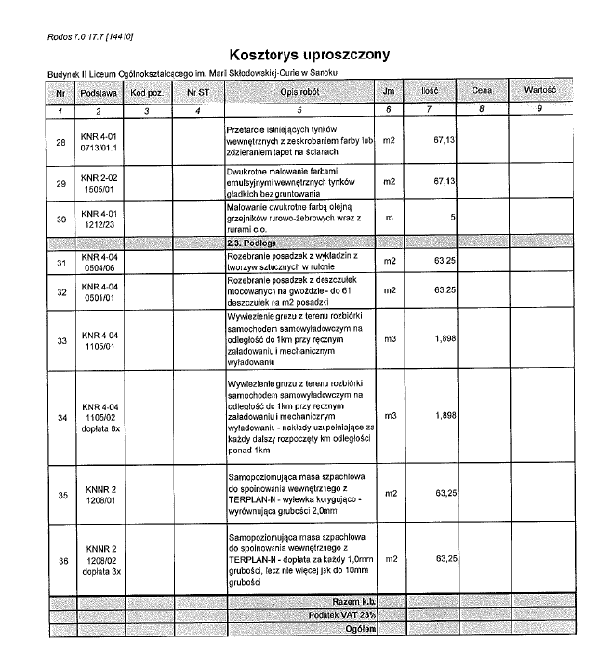 Rodos 7.0.17.7 [14410]
Kosztorys uproszczony
Budynek II Liceum Ogólnokształcącego im. Marii Skłodowskiej-Curie w Sanoku
Nr Podstawa Kod poz. Nr ST Opis robót Jm Ilość Cena Wartość
1 2 3 4 5 6 7 8 9
28 KNR 4-01 0713/01.1 Przetarcie istniejących tynków
wewnętrznych z zeskrobaniem farby lub
zdzieraniem tapet na ścianach m2 67,13
29 KNR 2-02 1505/01 Dwukrotne malowanie farbami
emulsyjnymi wewnętrznych tynków
gładkich bez gruntowania m2 67,13
30 KNR 4-01 1212/23 Malowanie dwukrotne farbą olejną
grzejników rurowo-żebrowych wraz z
rurami c.o. m 5
2.3. Podłogi
31 KNR 4-04 0504/06 Rozebranie posadzek z wykładzin z
tworzyw sztucznych w rulonie m2 63,25
32 KNR 4-04 0501/01 Rozebranie posadzek z deszczułek
mocowanych na gwoździe- do 61
deszczułek na m2 posadzki m2 63,25
33 KNR 4-04 1105/01 Wywiezienie gruzu z terenu rozbiórki
samochodem samowyładowczym na
odległość do 1km przy ręcznym
załadowaniu i mechanicznym
wyładowaniu m3 1,898
34 KNR 4-04 1105/02 dopłata 8x Wywiezienie gruzu z terenu rozbiórki
samochodem samowyładowczym na
odległość do 1km przy ręcznym
załadowaniu i mechanicznym
wyładowaniu - nakłady uzupełniające za
każdy dalszy rozpoczęty km odległości
ponad 1km m3 1,898
35 KNNR 2 1208/01 Samopozionująca masa szpachlowa
do spoinowania wewnętrznego z
TERPLAN-N - wylewka korygująco -
wyrównująca grubości 2,0mm m2 63,25
36 KNNR 2 1208/02 dopłata 3x Samopozionująca masa szpachlowa
do spoinowania wewnętrznego z
TERPLAN-N - dopłata za każdy 1,0mm
grubości, lecz nie więcej jak do 10mm
grubości m2 63,25
Razem k.b.
Podatek VAT 23%
Ogółem